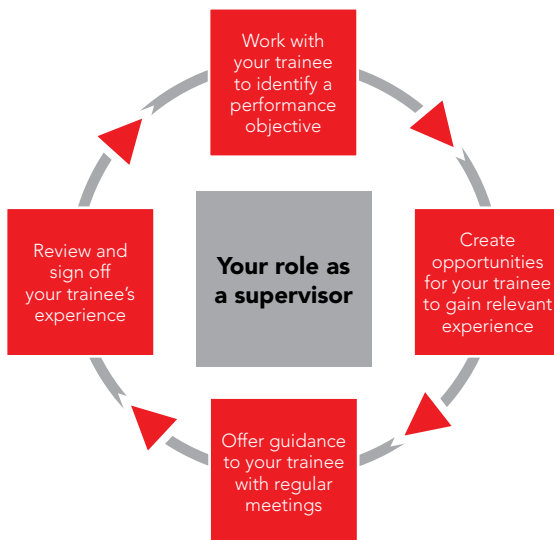 Work with
your trainee
to identify a
performance
objective
Create
opportunities
for your trainee
to gain relevant
experience
Offer guidance
to your trainee
with regular
meetings
Review and
sign off
your trainee's
experience
Your role as
a supervisor